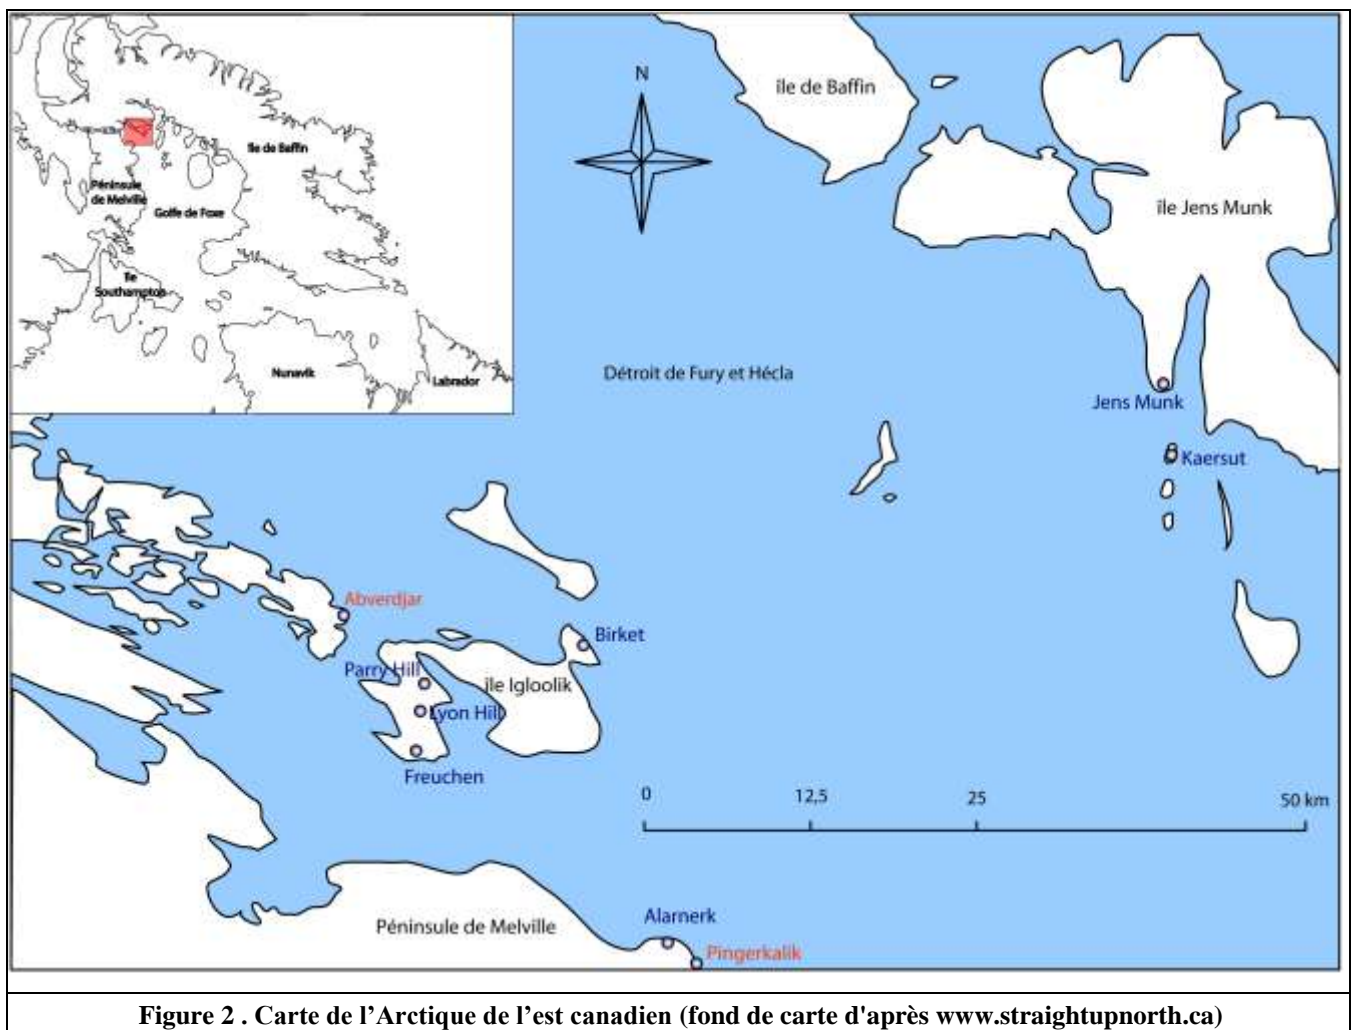 Île de Baffin
Péninsule
de Melville
Golfe de Foxe
Île
Southampton
Nunavik
Labrador
N
île de Baffin
île Jens Munk
Détroit de Fury et Hécla
Jens Munk
Kaersut
Abverdjar
Birket
Parry Hill
île Igloolik
Lyon Hill
Freuchen
0 12,5 25 50 km
Alarnerk
Péninsule de Melville
Pingerkalik
Figure 2 . Carte de l’Arctique de l’est canadien (fond de carte d'après www.straightupnorth.ca)